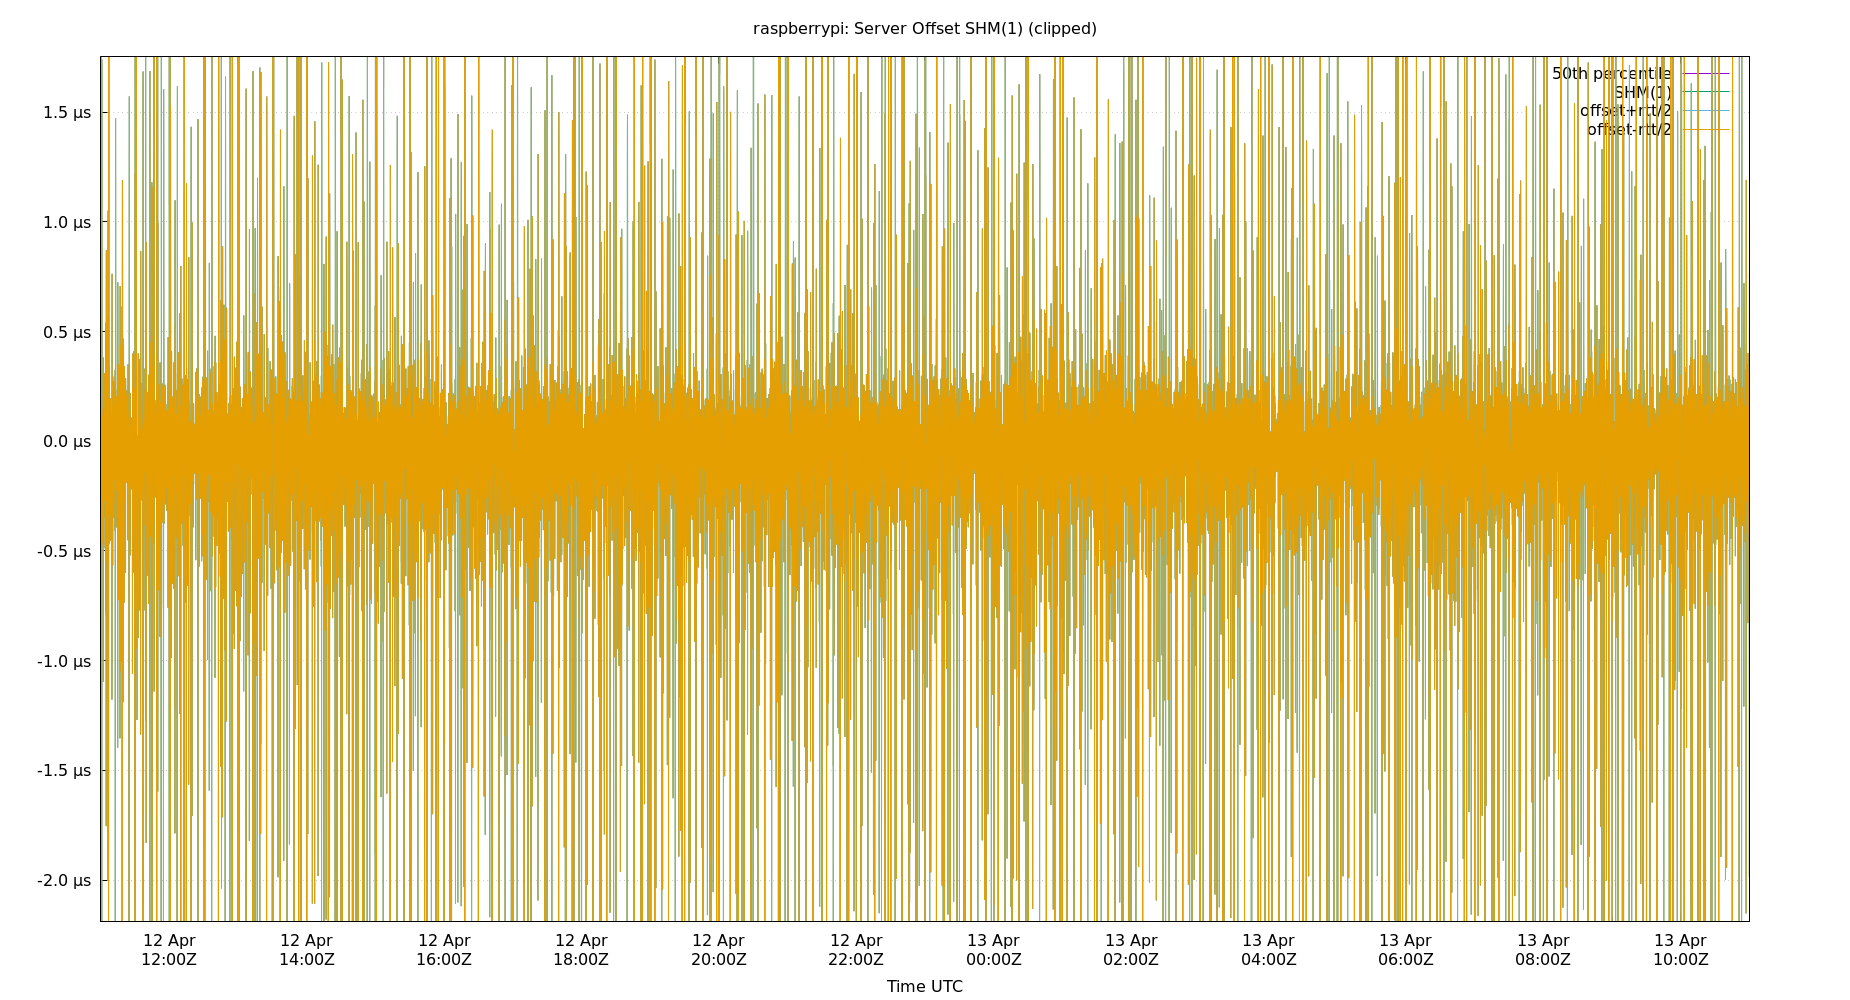 raspberrypi: Server Offset SHM(1) (clipped)
50th percentile
SHM(1)
offset+rtt/2
offset-rtt/2
1.5 µs
1.0 µs
0.5 µs
0.0 µs
-0.5 µs
-1.0 µs
-1.5 µs
-2.0 µs
12 Apr 12 Apr 12 Apr 12 Apr 12 Apr 12 Apr 13 Apr 13 Apr 13 Apr 13 Apr 13 Apr 13 Apr
12:00Z 14:00Z 16:00Z 18:00Z 20:00Z 22:00Z 00:00Z 02:00Z 04:00Z 06:00Z 08:00Z 10:00Z
Time UTC